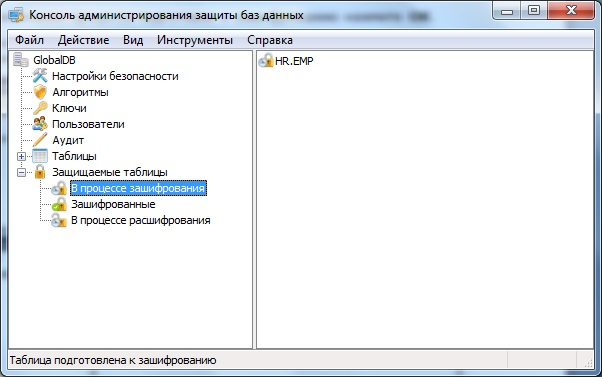 Консоль администрирования защиты баз данных
Файл Действие Вид Инструменты Справка
GlobalDB
Настройки безопасности
Алгоритмы
Ключи
Пользователи
Аудит
Таблицы
Защищаемые таблицы
В процессе зашифрования
Зашифрованные
В процессе расшифрования
HR.EMP
Таблица подготовлена к зашифрованию